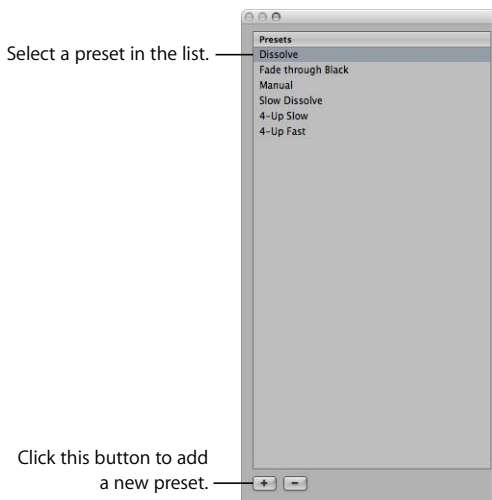 Presets
Select a preset in the list.
Dissolve
Fade through Black
Manual
Slow Dissolve
4-Up Slow
4-Up Fast
Click this button to add
a new preset.
+ −